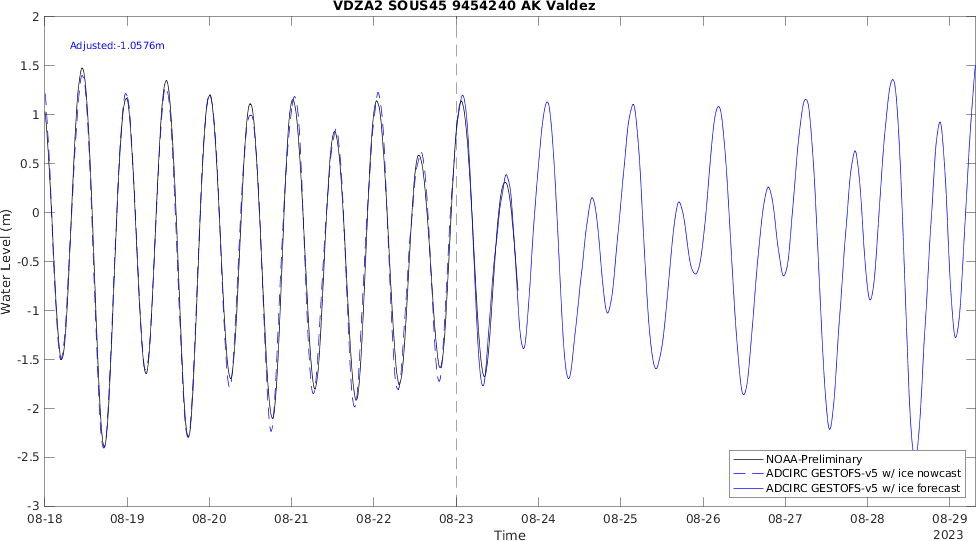 VDZA2 SOUS45 9454240 AK Valdez
Adjusted:-1.0576m
2
1.5
1
0.5
0
-0.5
-1
-1.5
-2
-2.5
-3
Water Level (m)
NOAA-Preliminary
ADCIRC GESTOFS-v5 w/ ice nowcast
ADCIRC GESTOFS-v5 w/ ice forecast
08-18 08-19 08-20 08-21 08-22 08-23 08-24 08-25 08-26 08-27 08-28 08-29
2023
Time